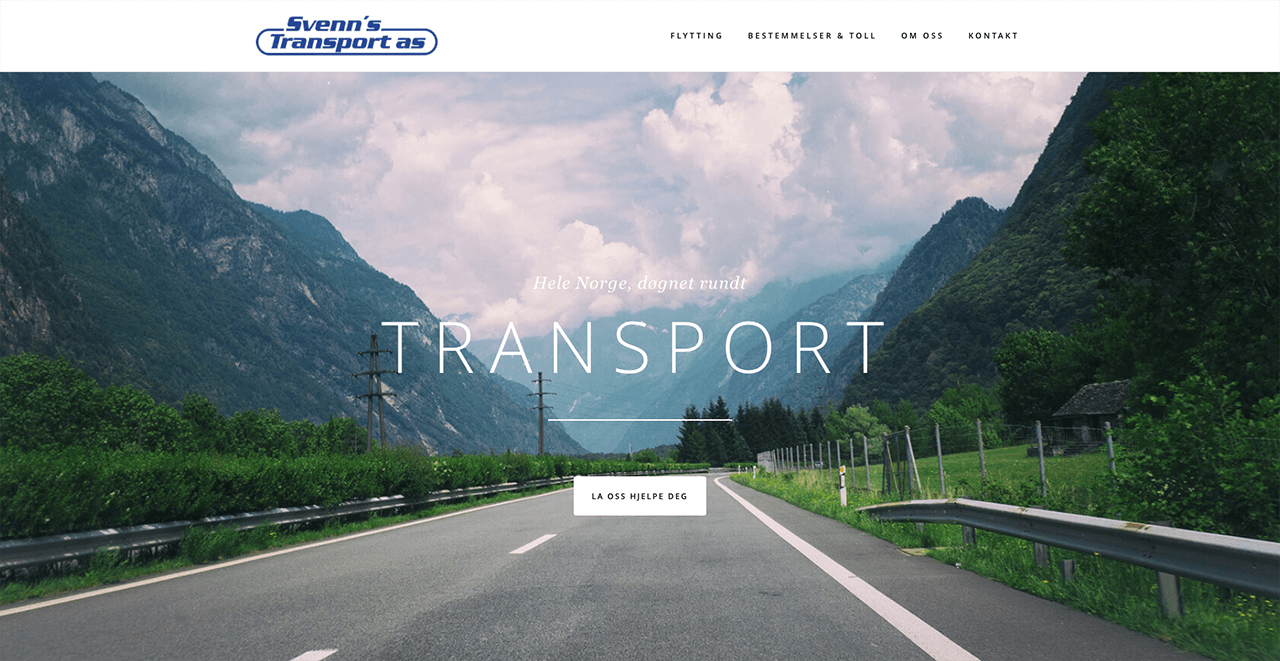 Svenn's
Transport as
FLYTTING BESTEMMELSER & TOLL OM OSS KONTAKT
Hele Norge, døgnet rundt
TRANSPORT
LA OSS HJELPE DEG